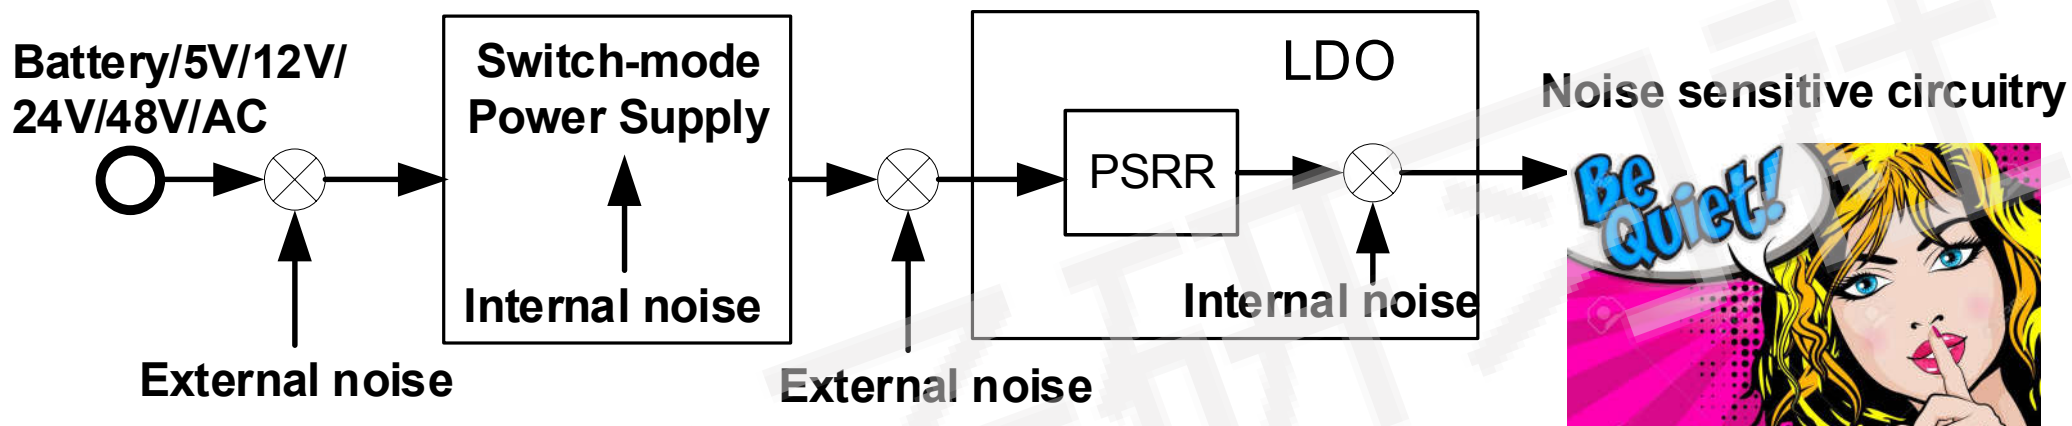 Battery/5V/12V/
24V/48V/AC
External noise
Switch-mode
Power Supply
Internal noise
External noise
LDO
PSRR
Internal noise
Noise sensitive circuitry
Be
Quiet!